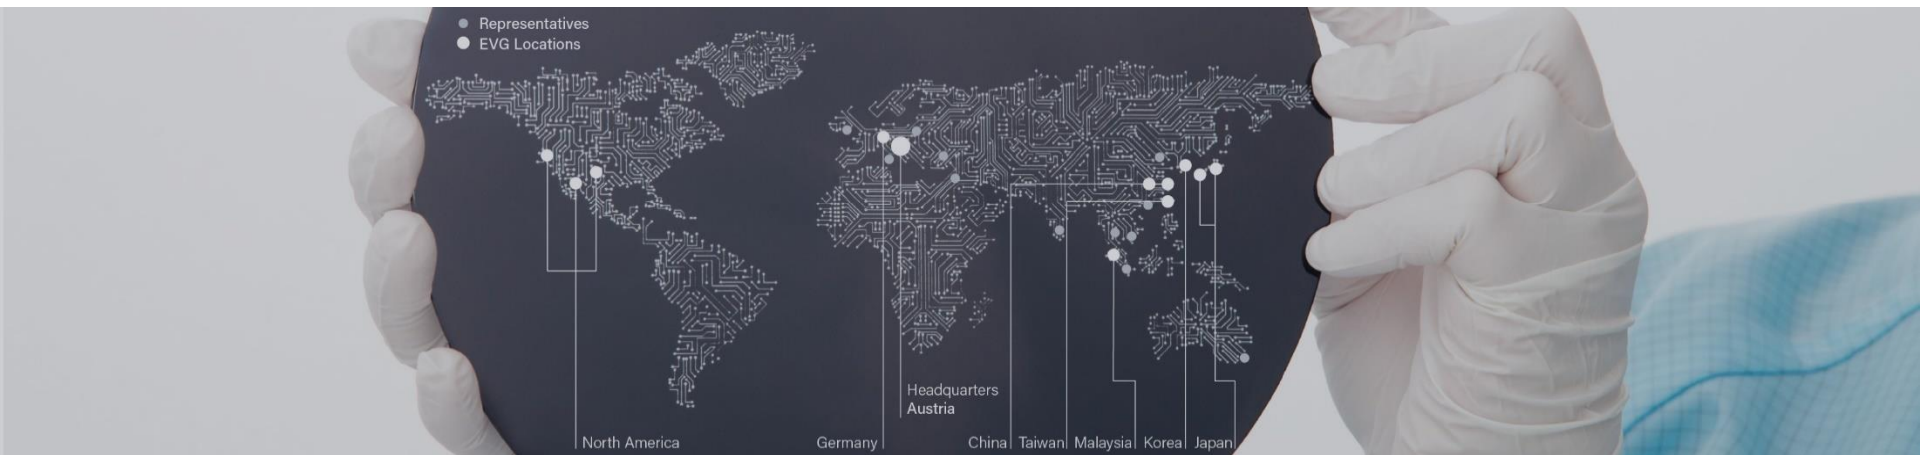 Representatives
EVG Locations
Headquarters
Austria
North America
Germany
China
Taiwan
Malaysia
Korea
Japan